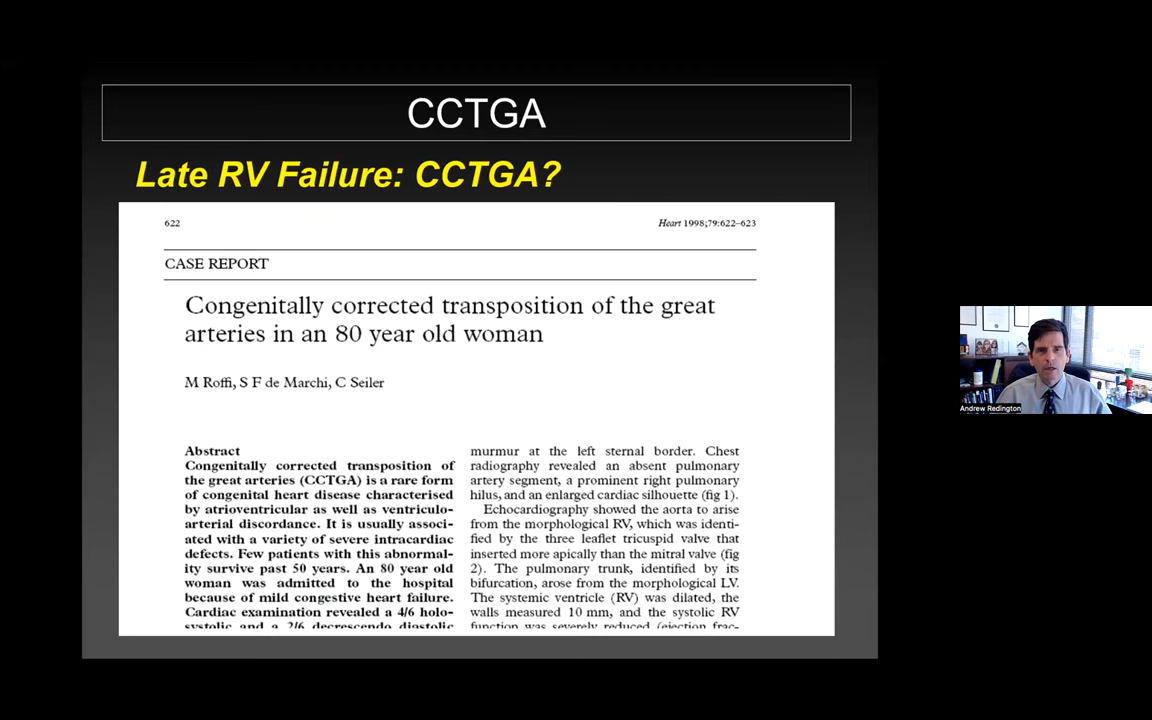 CCTGA
Late RV Failure: CCTGA?
622
Heart 1998;79:622–623
CASE REPORT
Congenitally corrected transposition of the great
arteries in an 80 year old woman
M Roffi, S F de Marchi, C Seiler
Abstract
Congenitally corrected transposition of
the great arteries (CCTGA) is a rare form
of congenital heart disease characterised
by atrioventricular as well as ventriculo-
arterial discordance. It is usually associ-
ated with a variety of severe intracardiac
defects. Few patients with this abnormal-
ity survive past 50 years. An 80 year old
woman was admitted to the hospital
because of mild congestive heart failure.
Cardiac examination revealed a 4/6 holo-
systolic and a 2/6 decrescendo diastolic
murmur at the left sternal border. Chest
radiography revealed an absent pulmonary
artery segment, a prominent right pulmonary
hilus, and an enlarged cardiac silhouette (fig 1).
Echocardiography showed the aorta to arise
from the morphological RV, which was identi-
fied by the three leaflet tricuspid valve that
inserted more apically than the mitral valve (fig
2). The pulmonary trunk, identified by its
bifurcation, arose from the morphological LV.
The systemic ventricle (RV) was dilated, the
walls measured 10 mm, and the systolic RV
function was severely reduced (ejection frac-
Andrew Redington